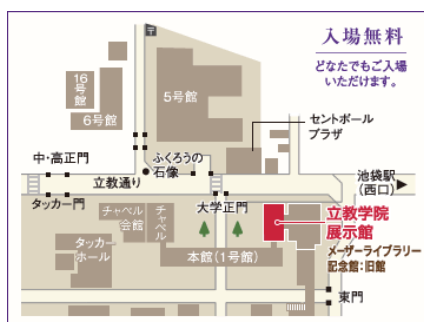 入場無料
どなたでもご入場
いただけます。
〒
16号館
6号館
5号館
セントポール
プラザ
中・高正門
ふくろうの
石像
立教通り
池袋駅
(西口)
タッカー門
チャペル
会館
チャペル
大学正門
立教学院
展示館
タッカー
ホール
本館(1号館)
メーザーライブラリー
記念館:旧館
東門